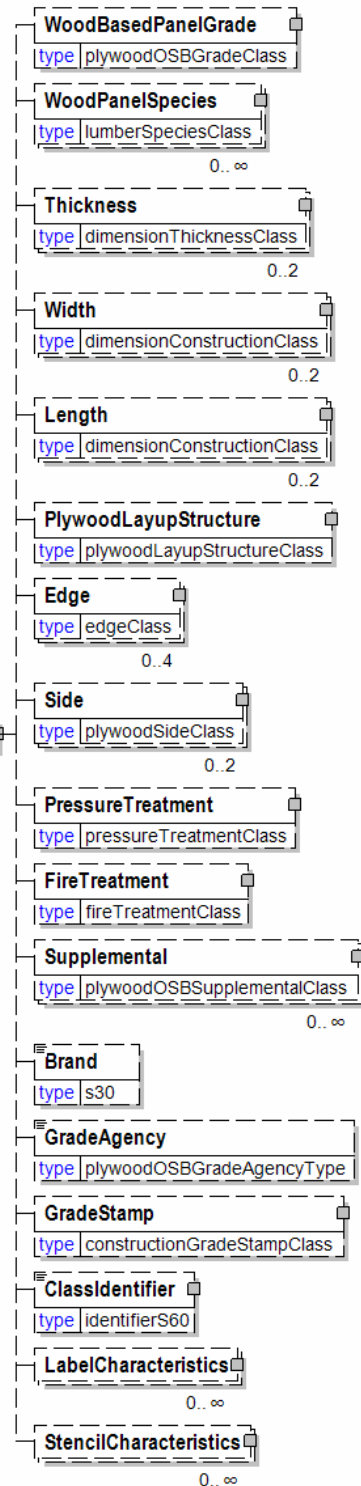 WoodBasedPanelGrade
type plywoodOSBGradeClass
WoodPanelSpecies
type lumberSpeciesClass
0.. ∞
Thickness
type dimensionThicknessClass
0..2
Width
type dimensionConstructionClass
0..2
Length
type dimensionConstructionClass
0..2
PlywoodLayupStructure
type plywoodLayupStructureClass
Edge
type edgeClass
0..4
Side
type plywoodSideClass
0..2
PressureTreatment
type pressureTreatmentClass
FireTreatment
type fireTreatmentClass
Supplemental
type plywoodOSBSupplementalClass
0.. ∞
Brand
type s30
GradeAgency
type plywoodOSBGradeAgencyType
GradeStamp
type constructionGradeStampClass
ClassIdentifier
type identifierS60
LabelCharacteristics
0.. ∞
StencilCharacteristics
0.. ∞